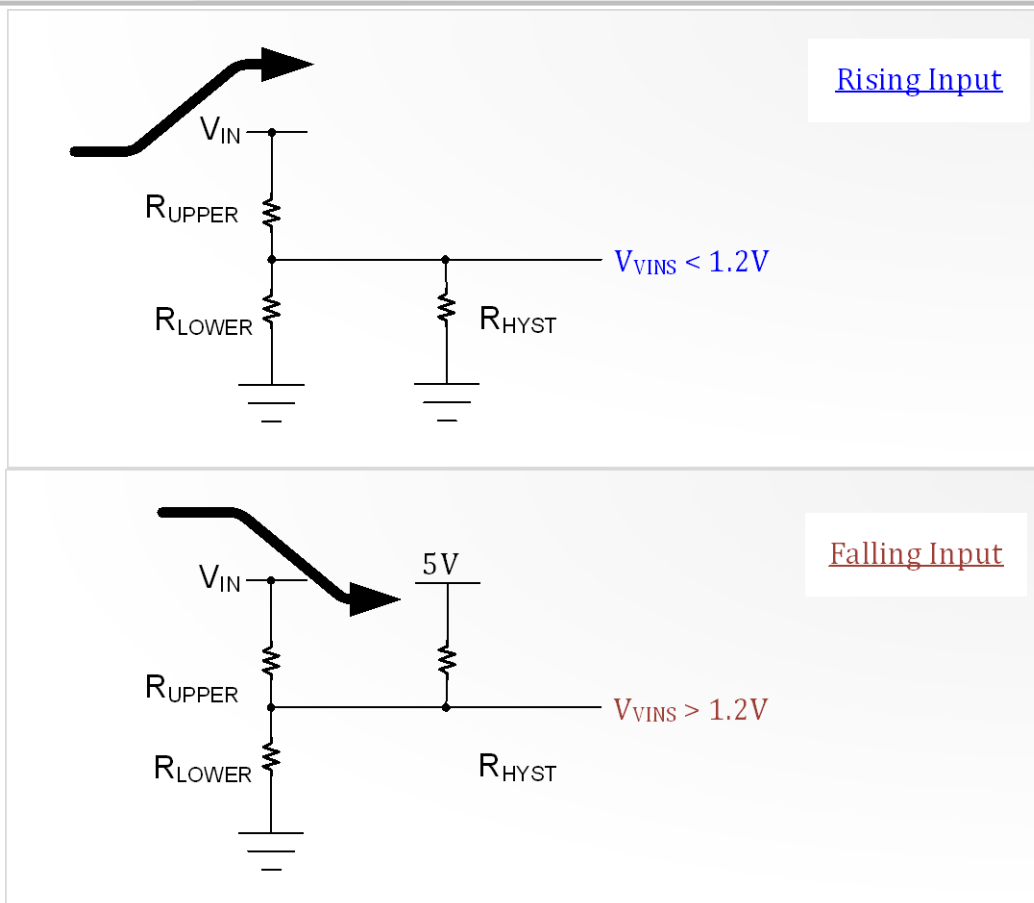 Rising Input
VIN
RUPPER
VVINS < 1.2V
RLOWER
RHYST
Falling Input
5V
VIN
RUPPER
VVINS > 1.2V
RLOWER
RHYST